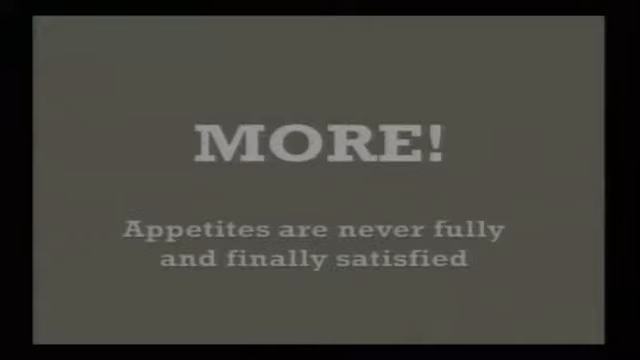 MORE!
Appetites are never fully
and finally satisfied